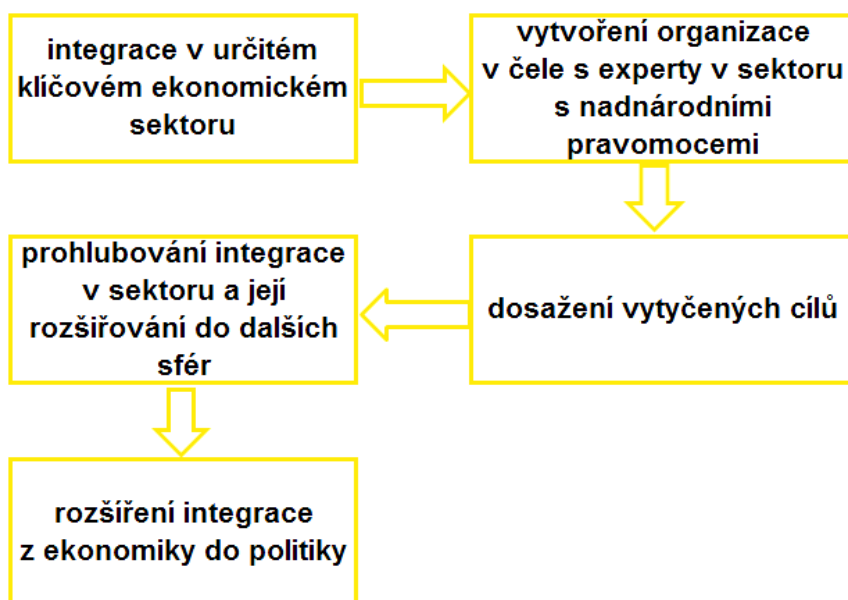 integrace v určitém
klíčovém ekonomickém
sektoru
vytvoření organizace
v čele s experty v sektoru
s nadnárodními
pravomocemi
dosažení vytyčených cílů
prohlubování integrace
v sektoru a její
rozšiřování do dalších
sfér
rozšíření integrace
z ekonomiky do politiky